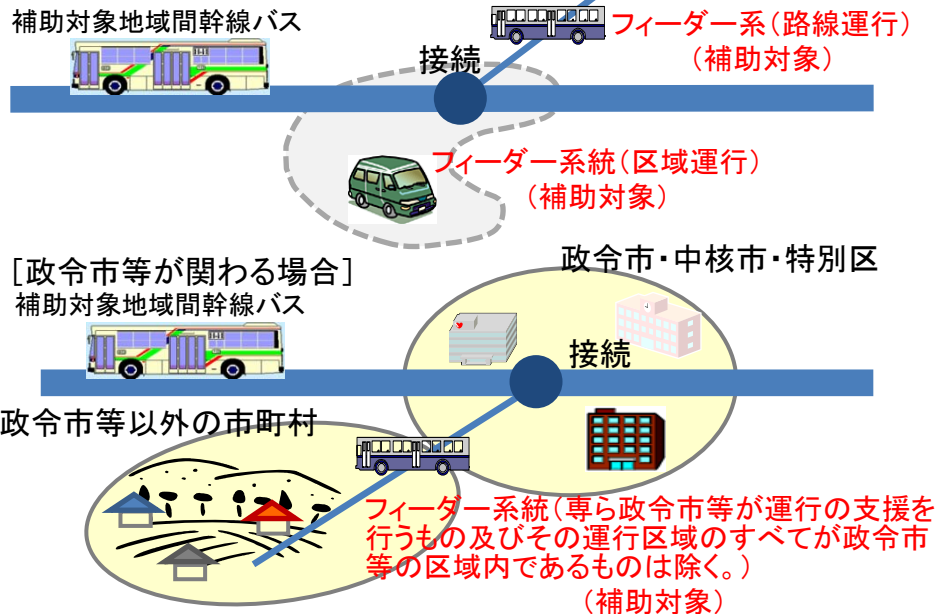 補助対象地域間幹線バス
フィーダー系(路線運行)
(補助対象)
接続
フィーダー系統(区域運行)
(補助対象)
[政令市等が関わる場合]
補助対象地域間幹線バス
政令市・中核市・特別区
接続
政令市等以外の市町村
フィーダー系統(専ら政令市等が運行の支援を
行うもの及びその運行区域のすべてが政令市
等の区域内であるものは除く。)
(補助対象)